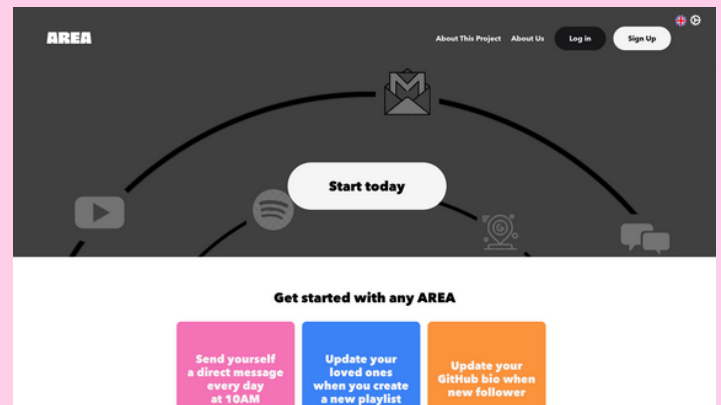 AREA
About This Project About Us Log in Sign Up
Start today
Get started with any AREA
Send yourself
a direct message
every day
at 10AM
Update your
loved ones
when you create
a new playlist
Update your
GitHub bio when
new follower